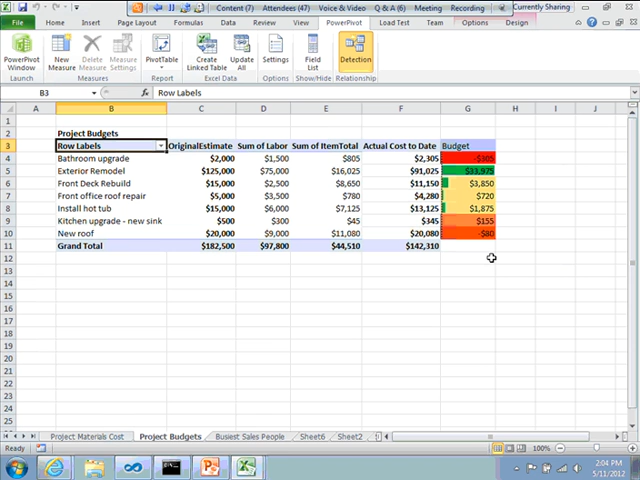 Content (7) Attendees (47) Voice & Video Q & A (6) Meeting Recording Currently Sharing
File Home Insert Page Layout Formulas Data Review View PowerPivot Load Test Team Options Design
PowerPivot Window
New Measure
Measure Settings
PivotTable
Create Linked Table
Update All
Settings
Field List
Detection
Launch Measures Report Excel Data Options Show/Hide Relationship
B3 fx Row Labels
A B C D E F G H I J
1
2 Project Budgets
3 Row Labels OriginalEstimate Sum of Labor Sum of ItemTotal Actual Cost to Date Budget
4 Bathroom upgrade $2,000 $1,500 $805 $2,305 -$305
5 Exterior Remodel $125,000 $75,000 $16,025 $91,025 $33,975
6 Front Deck Rebuild $15,000 $2,500 $8,650 $11,150 $3,850
7 Front office roof repair $5,000 $3,500 $780 $4,280 $720
8 Install hot tub $15,000 $6,000 $7,125 $13,125 $1,875
9 Kitchen upgrade - new sink $500 $300 $45 $345 $155
10 New roof $20,000 $9,000 $11,080 $20,080 -$80
11 Grand Total $182,500 $97,800 $44,510 $142,310
12
13
14
15
16
17
18
19
20
21
22
23
24
25
Project Materials Cost Project Budgets Busiest Sales People Sheet6 Sheet2
Ready 100%
2:04 PM
5/11/2012